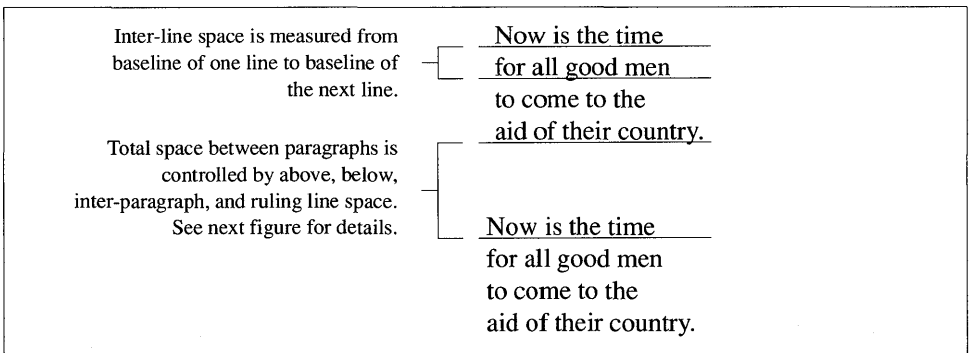 Inter-line space is measured from
baseline of one line to baseline of
the next line.
Now is the time
for all good men
to come to the
aid of their country.
Total space between paragraphs is
controlled by above, below,
inter-paragraph, and ruling line space.
See next figure for details.
Now is the time
for all good men
to come to the
aid of their country.